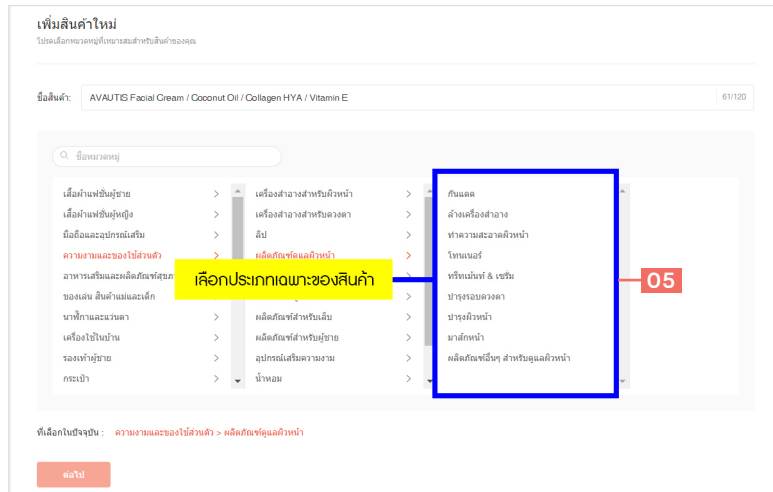 เพิ่มสินค้าใหม่
โปรดเลือกหมวดหมู่ที่เหมาะสมสำหรับสินค้าของคุณ
ชื่อสินค้า: AVAUTIS Facial Cream / Coconut Oil / Collagen HYA / Vitamin E 61/120
ชื่อหมวดหมู่
เสื้อผ้าแฟชั่นผู้ชาย > เครื่องสำอางสำหรับผิวหน้า > กันแดด
เสื้อผ้าแฟชั่นผู้หญิง > เครื่องสำอางสำหรับดวงตา > ล้างเครื่องสำอาง
มือถือและอุปกรณ์เสริม > ลิป > ทำความสะอาดผิวหน้า
ความงามและของใช้ส่วนตัว > ผลิตภัณฑ์ดูแลผิวหน้า > โทนเนอร์
อาหารเสริมและผลิตภัณฑ์สุขภา เลือกประเภทเฉพาะของสินค้า ทรีทเม้นท์ & เซรั่ม 05
ของเล่น สินค้าแม่และเด็ก > > บำรุงรอบดวงตา
นาฬิกาและแว่นตา > ผลิตภัณฑ์สำหรับเล็บ > บำรุงผิวหน้า
เครื่องใช้ในบ้าน > ผลิตภัณฑ์สำหรับผู้ชาย > มาส์กหน้า
รองเท้าผู้ชาย > อุปกรณ์เสริมความงาม > ผลิตภัณฑ์อื่นๆ สำหรับดูแลผิวหน้า
กระเป๋า > น้ำหอม >
ที่เลือกในปัจจุบัน : ความงามและของใช้ส่วนตัว > ผลิตภัณฑ์ดูแลผิวหน้า
ต่อไป